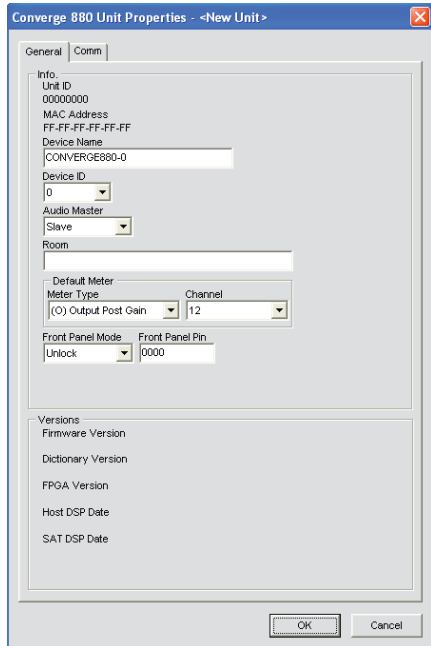 Converge 880 Unit Properties - <New Unit>
General Comm
Info.
Unit ID
00000000
MAC Address
FF-FF-FF-FF-FF-FF
Device Name
CONVERGE880-0
Device ID
0
Audio Master
Slave
Room
Default Meter
Meter Type Channel
(O) Output Post Gain 12
Front Panel Mode Front Panel Pin
Unlock 0000
Versions
Firmware Version
Dictionary Version
FPGA Version
Host DSP Date
SAT DSP Date
OK Cancel